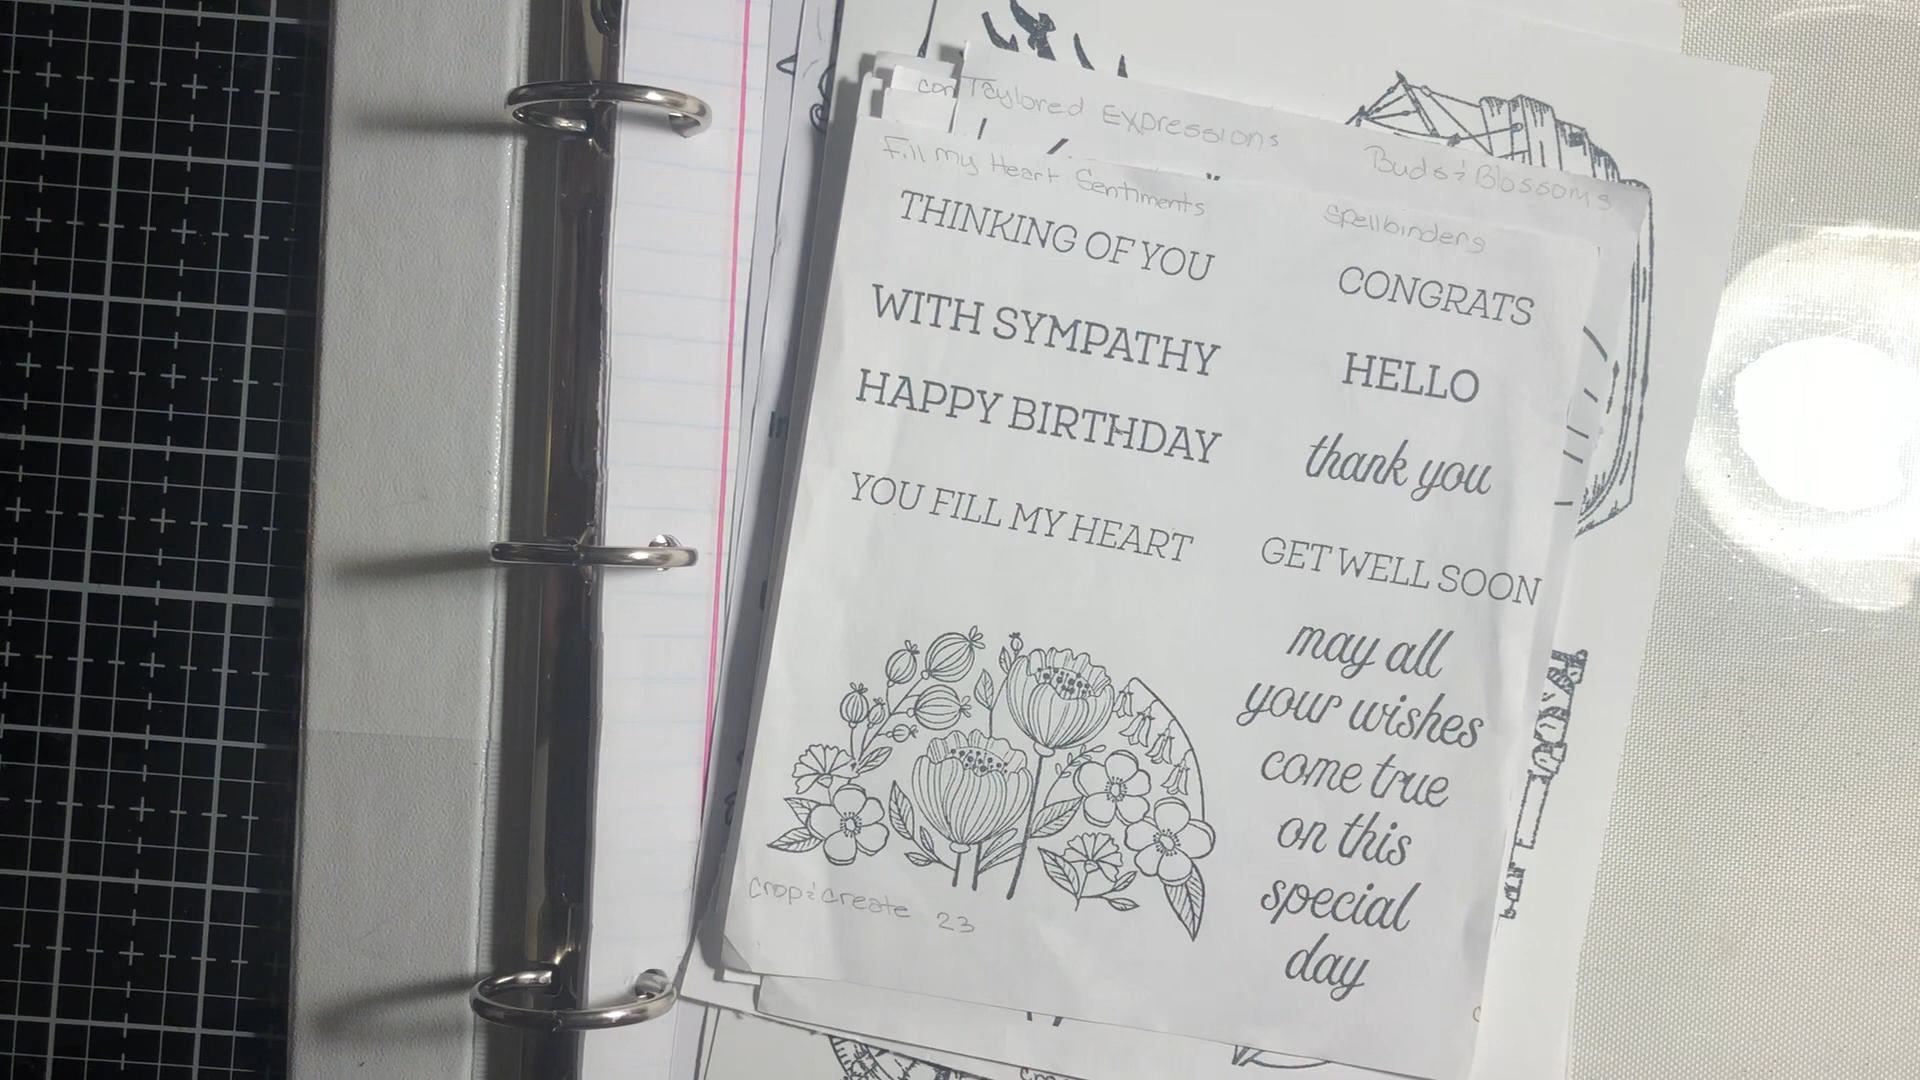 Taylored Expressions
Buds & Blossoms
Fill my Heart Sentiments
Spellbinders
THINKING OF YOU
CONGRATS
WITH SYMPATHY
HELLO
HAPPY BIRTHDAY
thank you
YOU FILL MY HEART
GET WELL SOON
may all
your wishes
come true
on this
special
day
Crop & Create 23